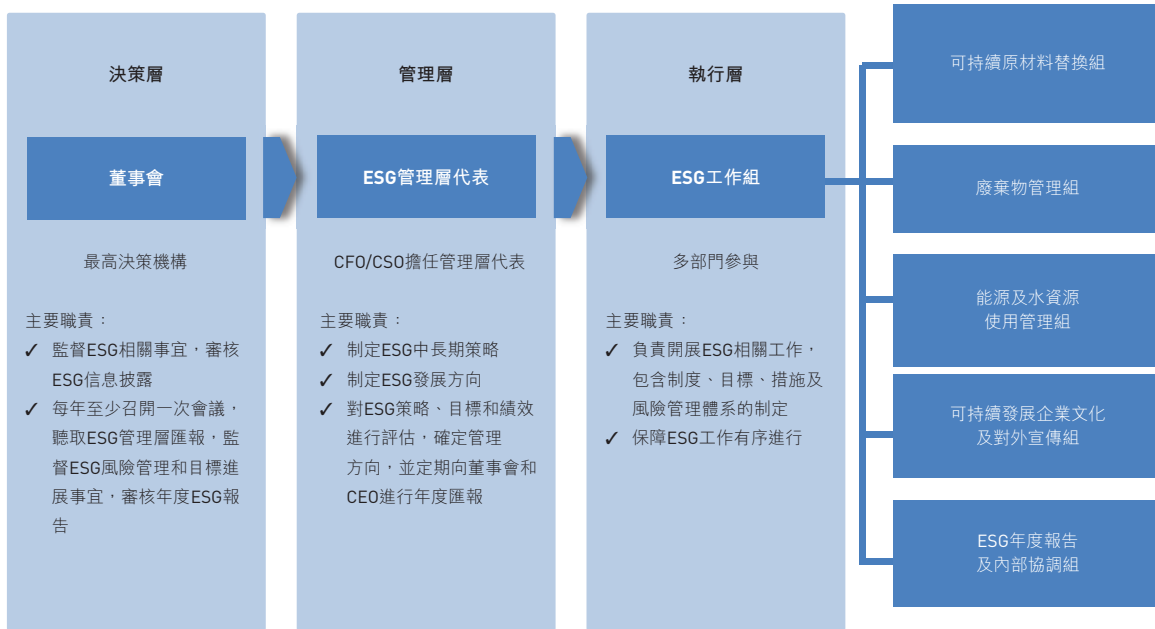 決策層
董事會
最高決策機構
主要職責：
✓ 監督ESG相關事宜，審核
ESG信息披露
✓ 每年至少召開一次會議，
聽取ESG管理層匯報，監
督ESG風險管理和目標進
展事宜，審核年度ESG報
告
管理層
ESG管理層代表
CFO/CSO擔任管理層代表
主要職責：
✓ 制定ESG中長期策略
✓ 制定ESG發展方向
✓ 對ESG策略、目標和績效
進行評估，確定管理
方向，並定期向董事會和
CEO進行年度匯報
執行層
ESG工作組
多部門參與
主要職責：
✓ 負責開展ESG相關工作，
包含制度、目標、措施及
風險管理體系的制定
✓ 保障ESG工作有序進行
可持續原材料替換組
廢棄物管理組
能源及水資源
使用管理組
可持續發展企業文化
及對外宣傳組
ESG年度報告
及內部協調組